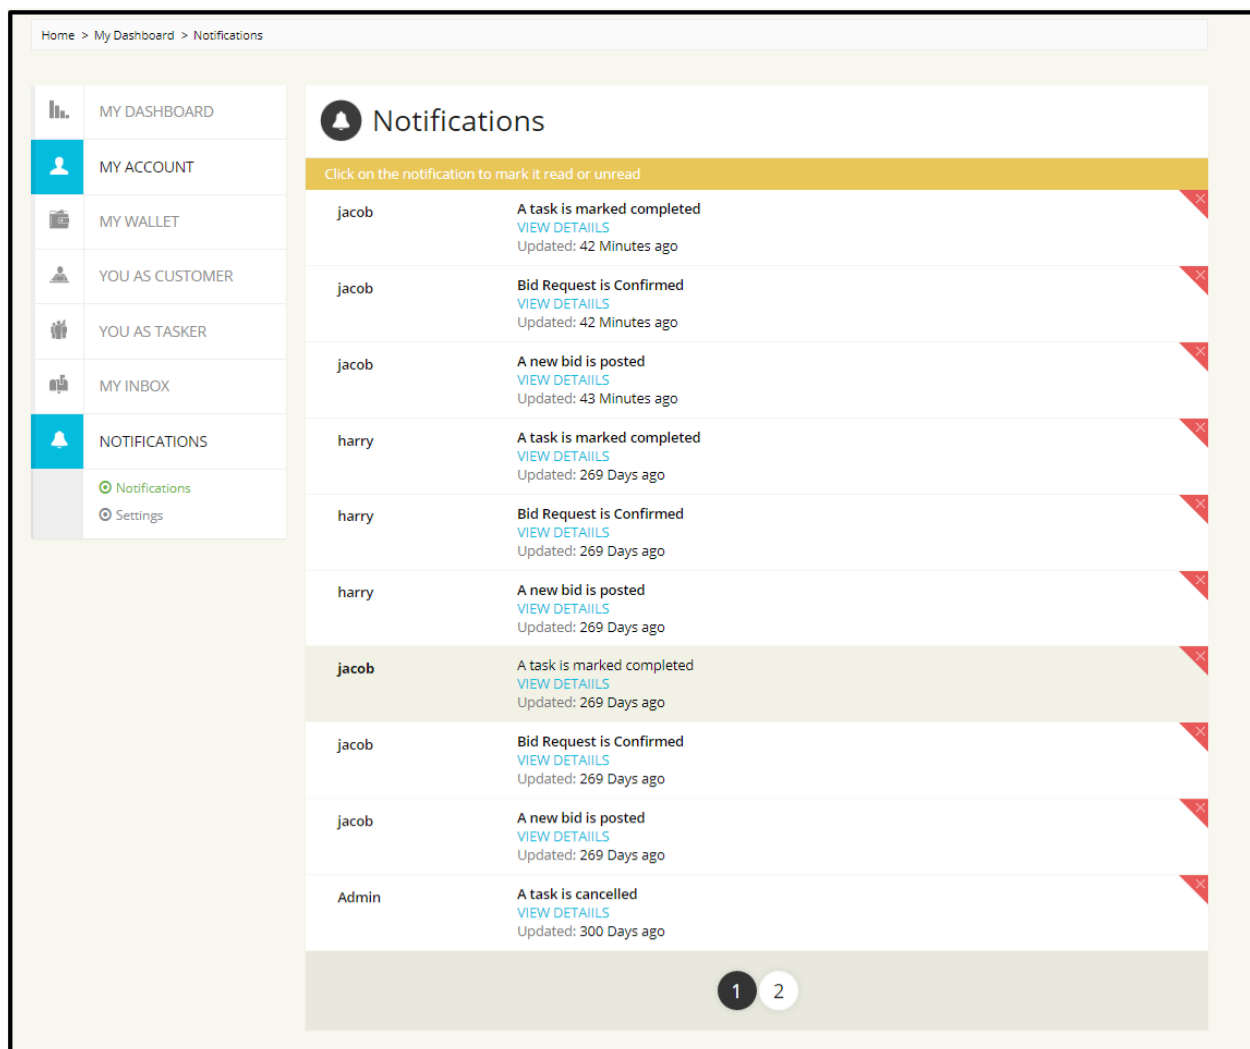 Home > My Dashboard > Notifications
MY DASHBOARD
MY ACCOUNT
MY WALLET
YOU AS CUSTOMER
YOU AS TASKER
MY INBOX
NOTIFICATIONS
Notifications
Settings
Notifications
Click on the notification to mark it read or unread
jacob
A task is marked completed
VIEW DETAIILS
Updated: 42 Minutes ago
jacob
Bid Request is Confirmed
VIEW DETAIILS
Updated: 42 Minutes ago
jacob
A new bid is posted
VIEW DETAIILS
Updated: 43 Minutes ago
harry
A task is marked completed
VIEW DETAIILS
Updated: 269 Days ago
harry
Bid Request is Confirmed
VIEW DETAIILS
Updated: 269 Days ago
harry
A new bid is posted
VIEW DETAIILS
Updated: 269 Days ago
jacob
A task is marked completed
VIEW DETAIILS
Updated: 269 Days ago
jacob
Bid Request is Confirmed
VIEW DETAIILS
Updated: 269 Days ago
jacob
A new bid is posted
VIEW DETAIILS
Updated: 269 Days ago
Admin
A task is cancelled
VIEW DETAIILS
Updated: 300 Days ago
1 2